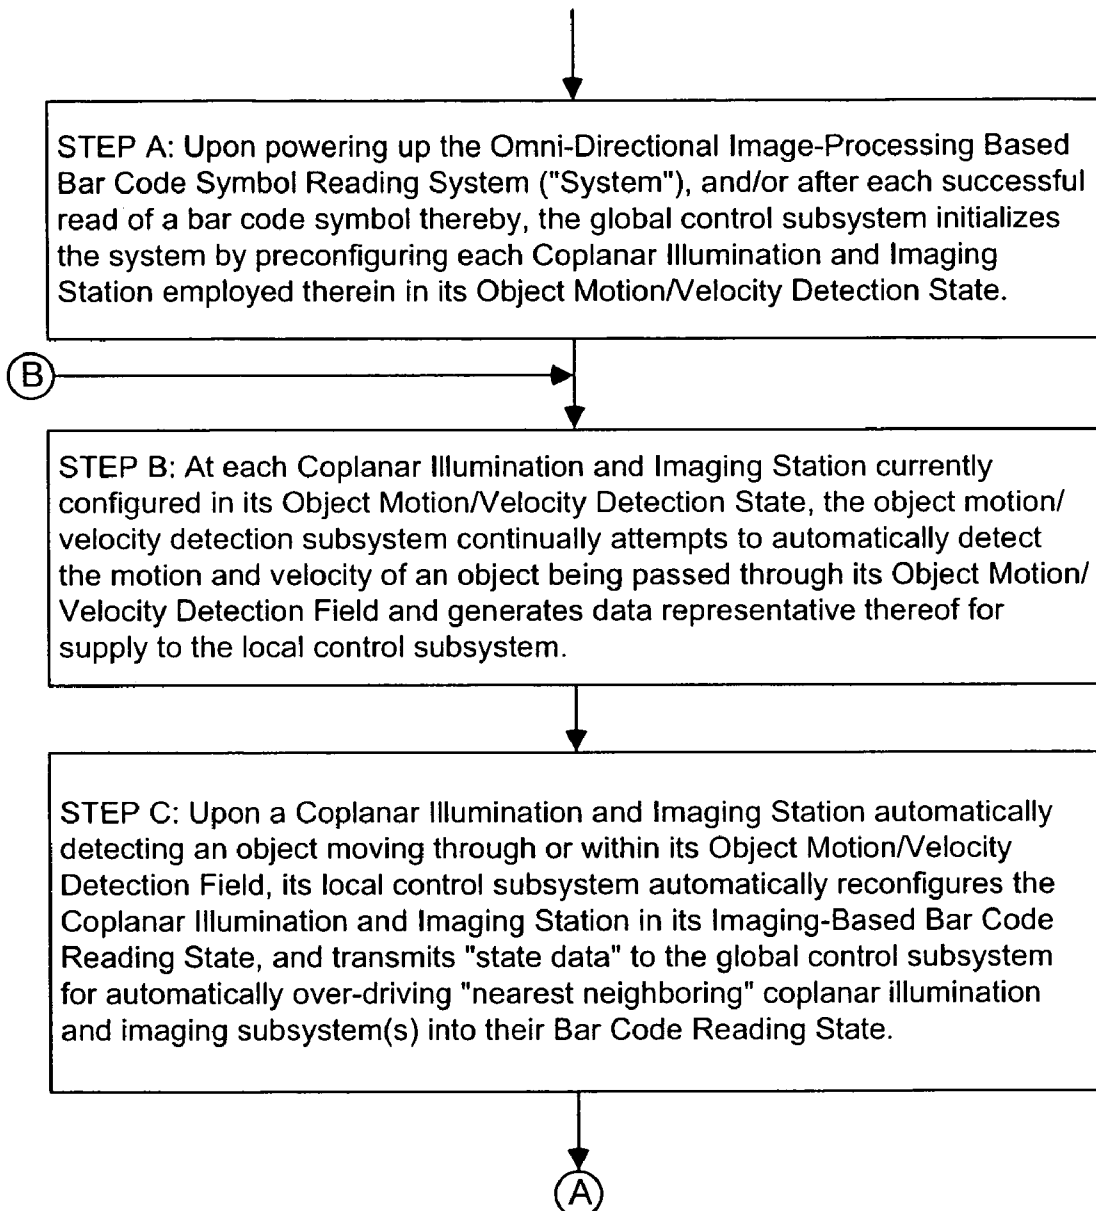 STEP A: Upon powering up the Omni-Directional Image-Processing Based
Bar Code Symbol Reading System ("System"), and/or after each successful
read of a bar code symbol thereby, the global control subsystem initializes
the system by preconfiguring each Coplanar Illumination and Imaging
Station employed therein in its Object Motion/Velocity Detection State.
B
STEP B: At each Coplanar Illumination and Imaging Station currently
configured in its Object Motion/Velocity Detection State, the object motion/
velocity detection subsystem continually attempts to automatically detect
the motion and velocity of an object being passed through its Object Motion/
Velocity Detection Field and generates data representative thereof for
supply to the local control subsystem.
STEP C: Upon a Coplanar Illumination and Imaging Station automatically
detecting an object moving through or within its Object Motion/Velocity
Detection Field, its local control subsystem automatically reconfigures the
Coplanar Illumination and Imaging Station in its Imaging-Based Bar Code
Reading State, and transmits "state data" to the global control subsystem
for automatically over-driving "nearest neighboring" coplanar illumination
and imaging subsystem(s) into their Bar Code Reading State.
A